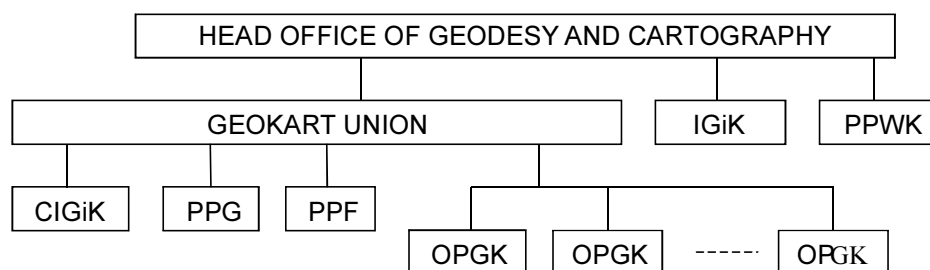 HEAD OFFICE OF GEODESY AND CARTOGRAPHY
GEOKART UNION
IGiK
PPWK
CIGiK
PPG
PPF
OPGK
OPGK
OPGK